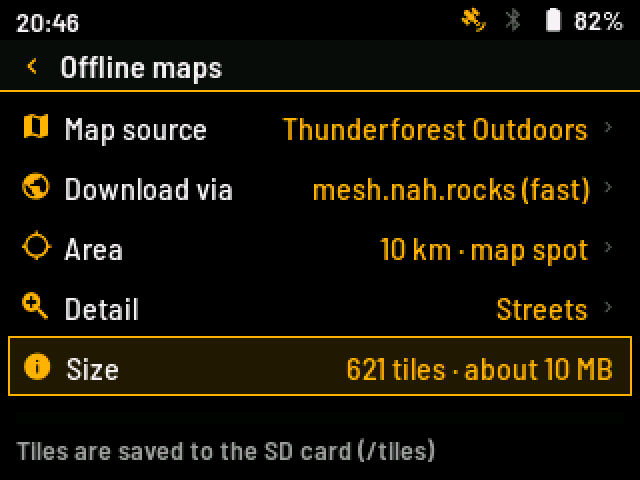 20:46 82%
Offline maps
Map source Thunderforest Outdoors
Download via mesh.nah.rocks (fast)
Area 10 km · map spot
Detail Streets
Size 621 tiles · about 10 MB
Tiles are saved to the SD card (/tiles)